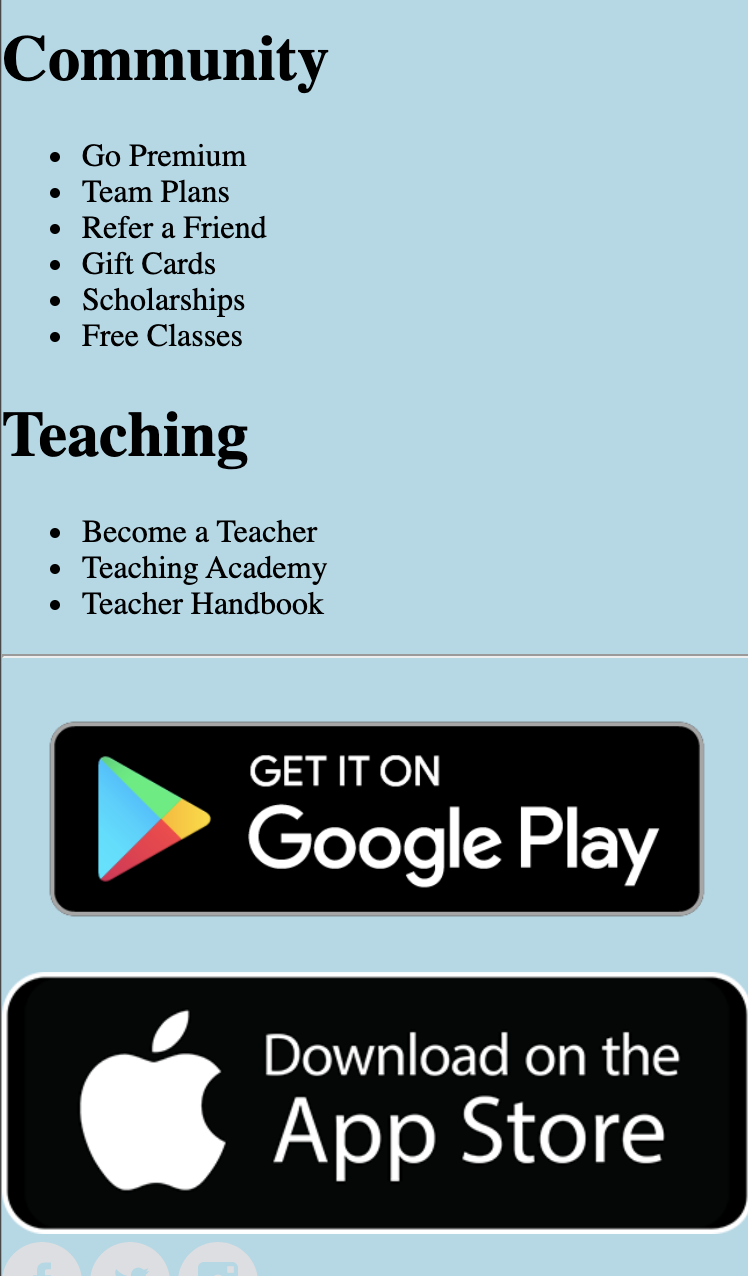 Community
Go Premium
Team Plans
Refer a Friend
Gift Cards
Scholarships
Free Classes
Teaching
Become a Teacher
Teaching Academy
Teacher Handbook
GET IT ON
Google Play
Download on the
App Store